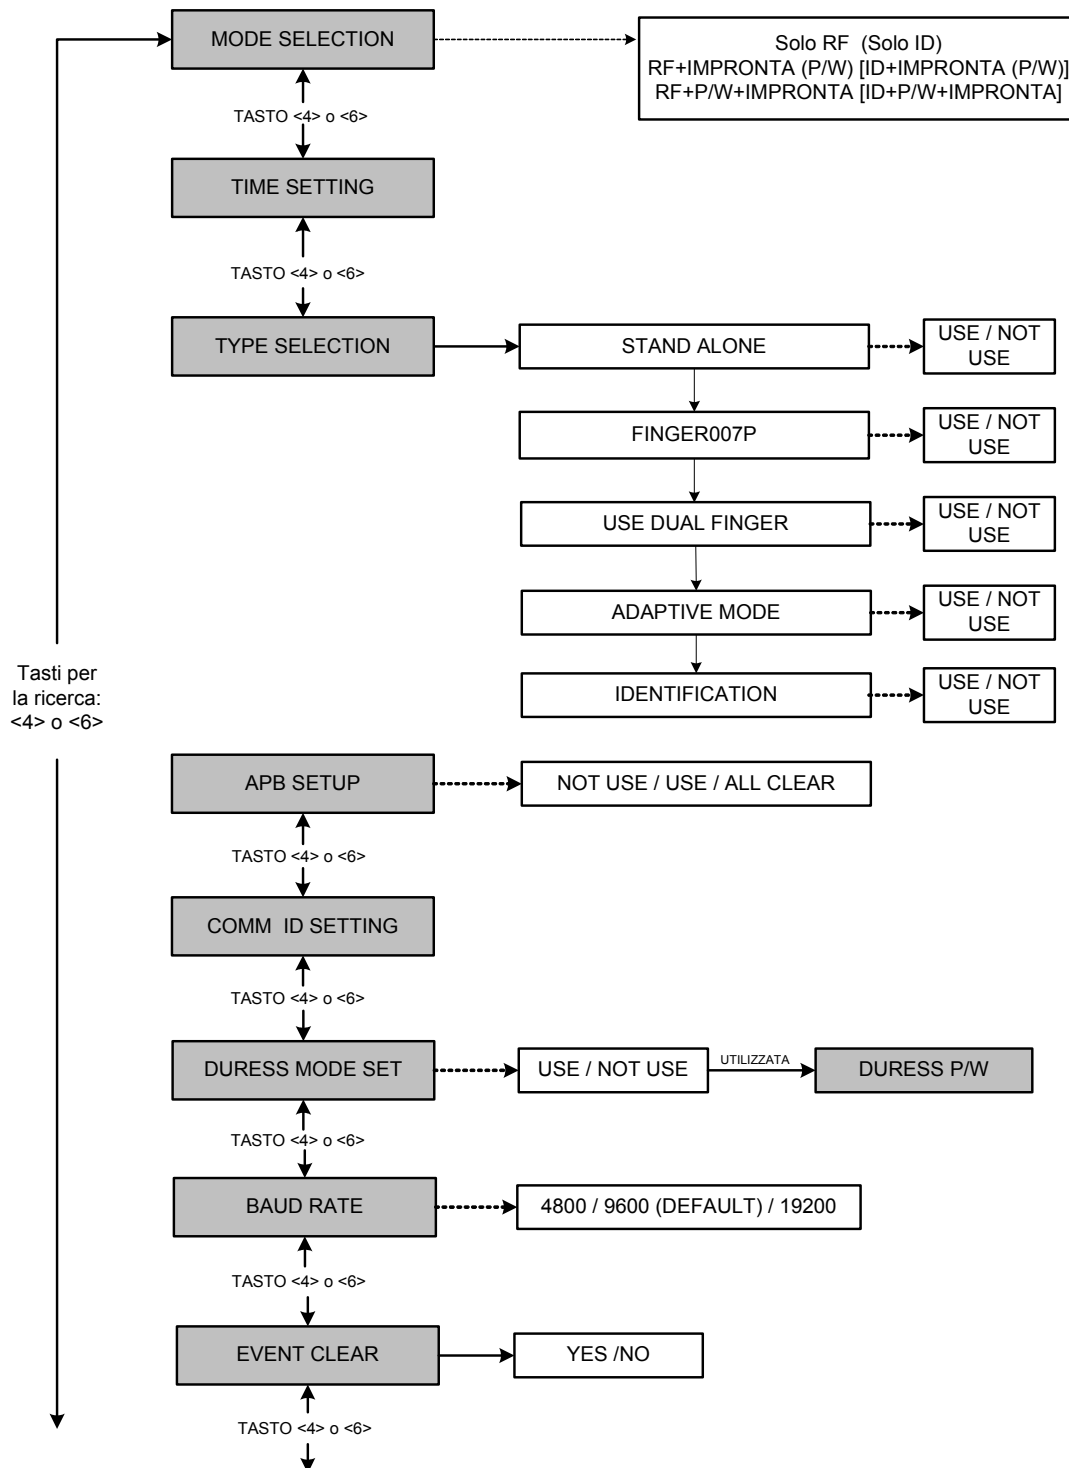 MODE SELECTION
Solo RF (Solo ID)
RF+IMPRONTA (P/W) [ID+IMPRONTA (P/W)]
RF+P/W+IMPRONTA [ID+P/W+IMPRONTA]
TASTO <4> o <6>
TIME SETTING
TASTO <4> o <6>
TYPE SELECTION
STAND ALONE
USE / NOT
USE
FINGER007P
USE / NOT
USE
USE DUAL FINGER
USE / NOT
USE
ADAPTIVE MODE
USE / NOT
USE
IDENTIFICATION
USE / NOT
USE
Tasti per
la ricerca:
<4> o <6>
APB SETUP
NOT USE / USE / ALL CLEAR
TASTO <4> o <6>
COMM ID SETTING
TASTO <4> o <6>
DURESS MODE SET
USE / NOT USE
UTILIZZATA
DURESS P/W
TASTO <4> o <6>
BAUD RATE
4800 / 9600 (DEFAULT) / 19200
TASTO <4> o <6>
EVENT CLEAR
YES /NO
TASTO <4> o <6>